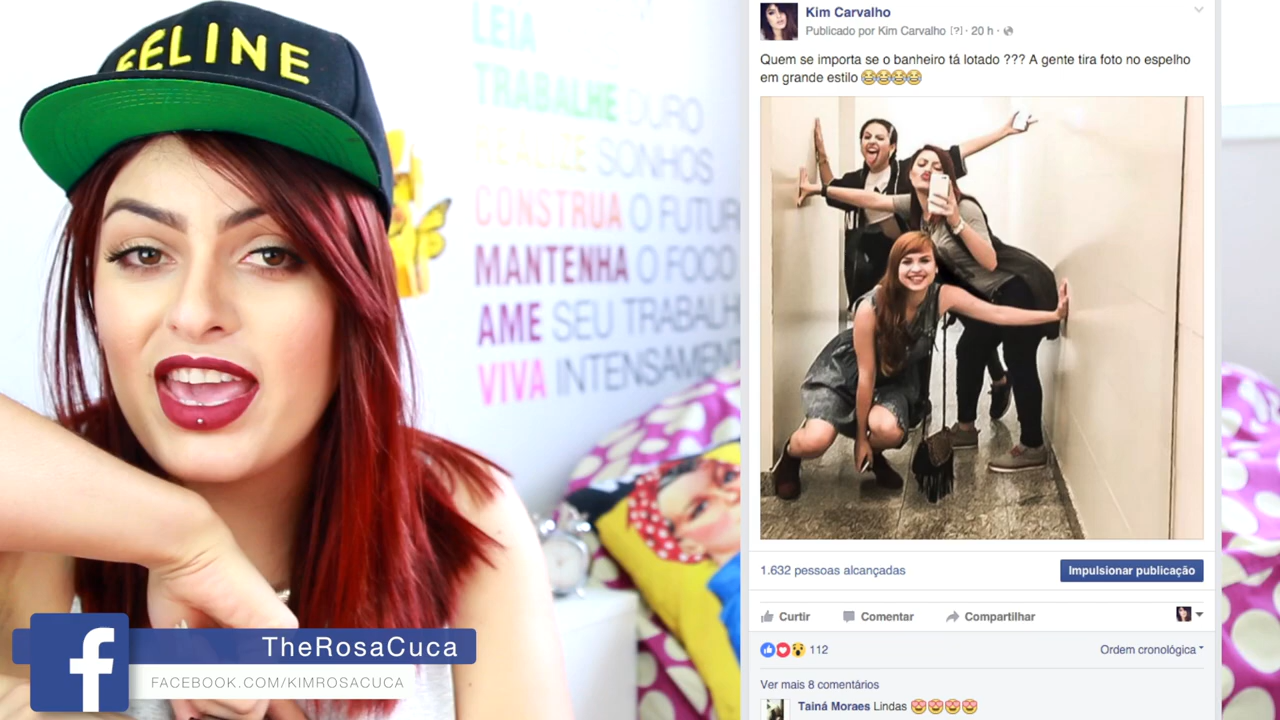 FELINE
LEIA
TRABALHE DURO
REALIZE SONHOS
CONSTRUA O FUTUR
MANTENHA O FOCO
AME SEU TRABALH
VIVA INTENSAMENT
TheRosaCuca
FACEBOOK.COM/KIMROSACUCA
Kim Carvalho
Publicado por Kim Carvalho [?] · 20 h ·
Quem se importa se o banheiro tá lotado ??? A gente tira foto no espelho
em grande estilo 😂😂😂😂
1.632 pessoas alcançadas
Impulsionar publicação
Curtir Comentar Compartilhar
112
Ordem cronológica
Ver mais 8 comentários
Tainá Moraes Lindas 😍😍😍😍